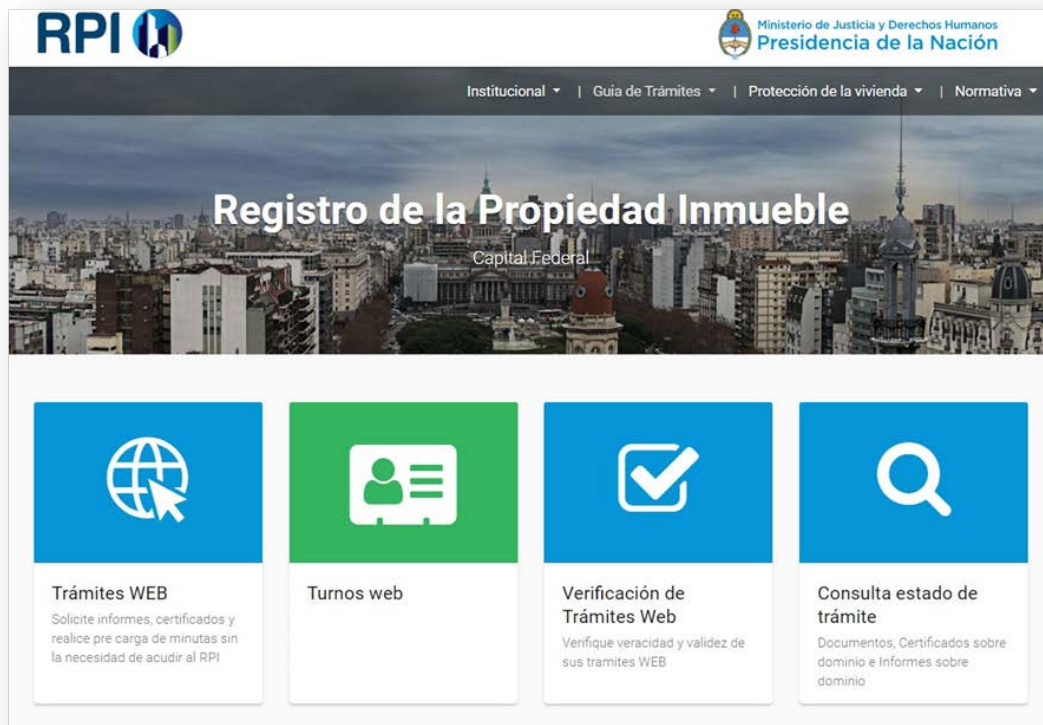 RPI
Ministerio de Justicia y Derechos Humanos
Presidencia de la Nación
Institucional | Guia de Trámites | Protección de la vivienda | Normativa
Registro de la Propiedad Inmueble
Capital Federal
Trámites WEB
Solicite informes, certificados y
realice pre carga de minutas sin
la necesidad de acudir al RPI
Turnos web
Verificación de
Trámites Web
Verifique veracidad y validez de
sus tramites WEB
Consulta estado de
trámite
Documentos, Certificados sobre
dominio e Informes sobre
dominio